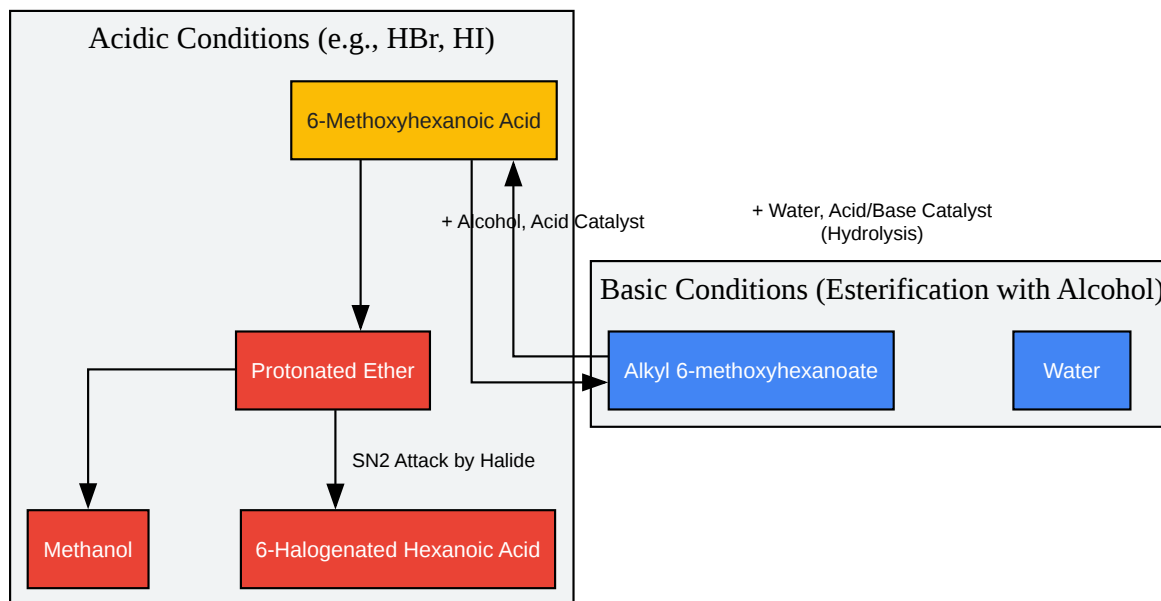 Acidic Conditions (e.g., HBr, HI)
6-Methoxyhexanoic Acid
+ Alcohol, Acid Catalyst
+ Water, Acid/Base Catalyst
(Hydrolysis)
Basic Conditions (Esterification with Alcohol)
Protonated Ether
Alkyl 6-methoxyhexanoate
Water
SN2 Attack by Halide
Methanol
6-Halogenated Hexanoic Acid